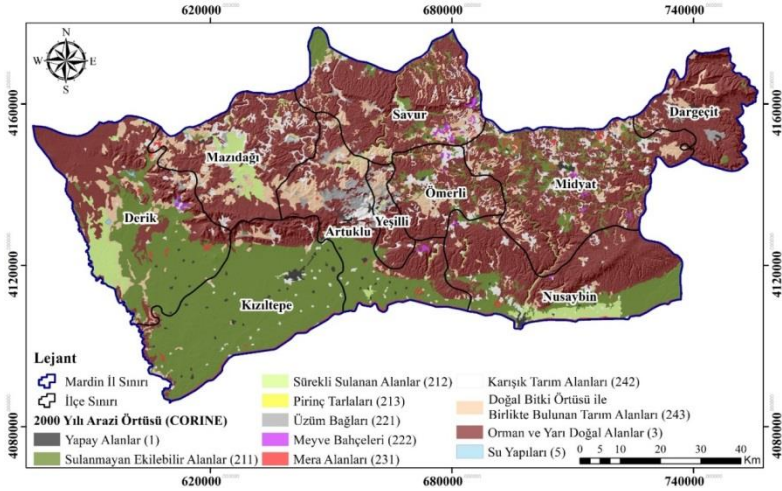 620000 680000 740000
N
W E
S
4160000
4160000
Dargeçit
Savur
Mazıdağı
Midyat
Ömerli
Derik
Yeşilli
Artuklu
4120000
4120000
Nusaybin
Kızıltepe
Lejant
Mardin İl Sınırı
İlçe Sınırı
2000 Yılı Arazi Örtüsü (CORINE)
Yapay Alanlar (1)
Sulanmayan Ekilebilir Alanlar (211)
Sürekli Sulanan Alanlar (212)
Pirinç Tarlaları (213)
Üzüm Bağları (221)
Meyve Bahçeleri (222)
Mera Alanları (231)
Karışık Tarım Alanları (242)
Doğal Bitki Örtüsü ile
Birlikte Bulunan Tarım Alanları (243)
Orman ve Yarı Doğal Alanlar (3)
Su Yapıları (5)
0 5 10 20 30 40
Km
4080000
4080000
620000 680000 740000